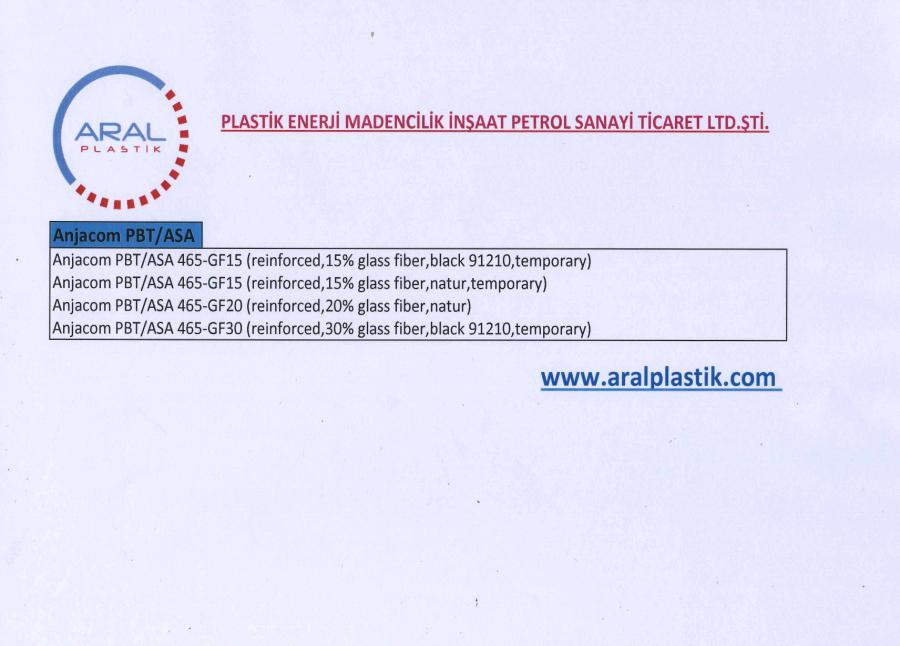 ARAL
PLASTİK
PLASTİK ENERJİ MADENCİLİK İNŞAAT PETROL SANAYİ TİCARET LTD.ŞTİ.
Anjacom PBT/ASA
Anjacom PBT/ASA 465-GF15 (reinforced,15% glass fiber,black 91210,temporary)
Anjacom PBT/ASA 465-GF15 (reinforced,15% glass fiber,natur,temporary)
Anjacom PBT/ASA 465-GF20 (reinforced,20% glass fiber,natur)
Anjacom PBT/ASA 465-GF30 (reinforced,30% glass fiber,black 91210,temporary)
www.aralplastik.com